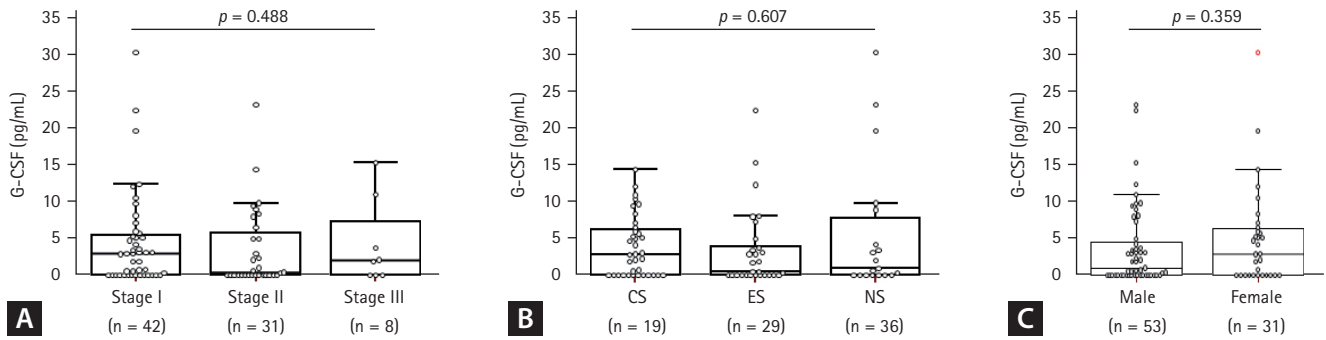 p = 0.488
35
30
25
20
15
10
5
0
G-CSF (pg/mL)
Stage I
Stage II
Stage III
(n = 42)
(n = 31)
(n = 8)
A
p = 0.607
35
30
25
20
15
10
5
0
G-CSF (pg/mL)
CS
ES
NS
(n = 19)
(n = 29)
(n = 36)
B
p = 0.359
35
30
25
20
15
10
5
0
G-CSF (pg/mL)
Male
Female
(n = 53)
(n = 31)
C